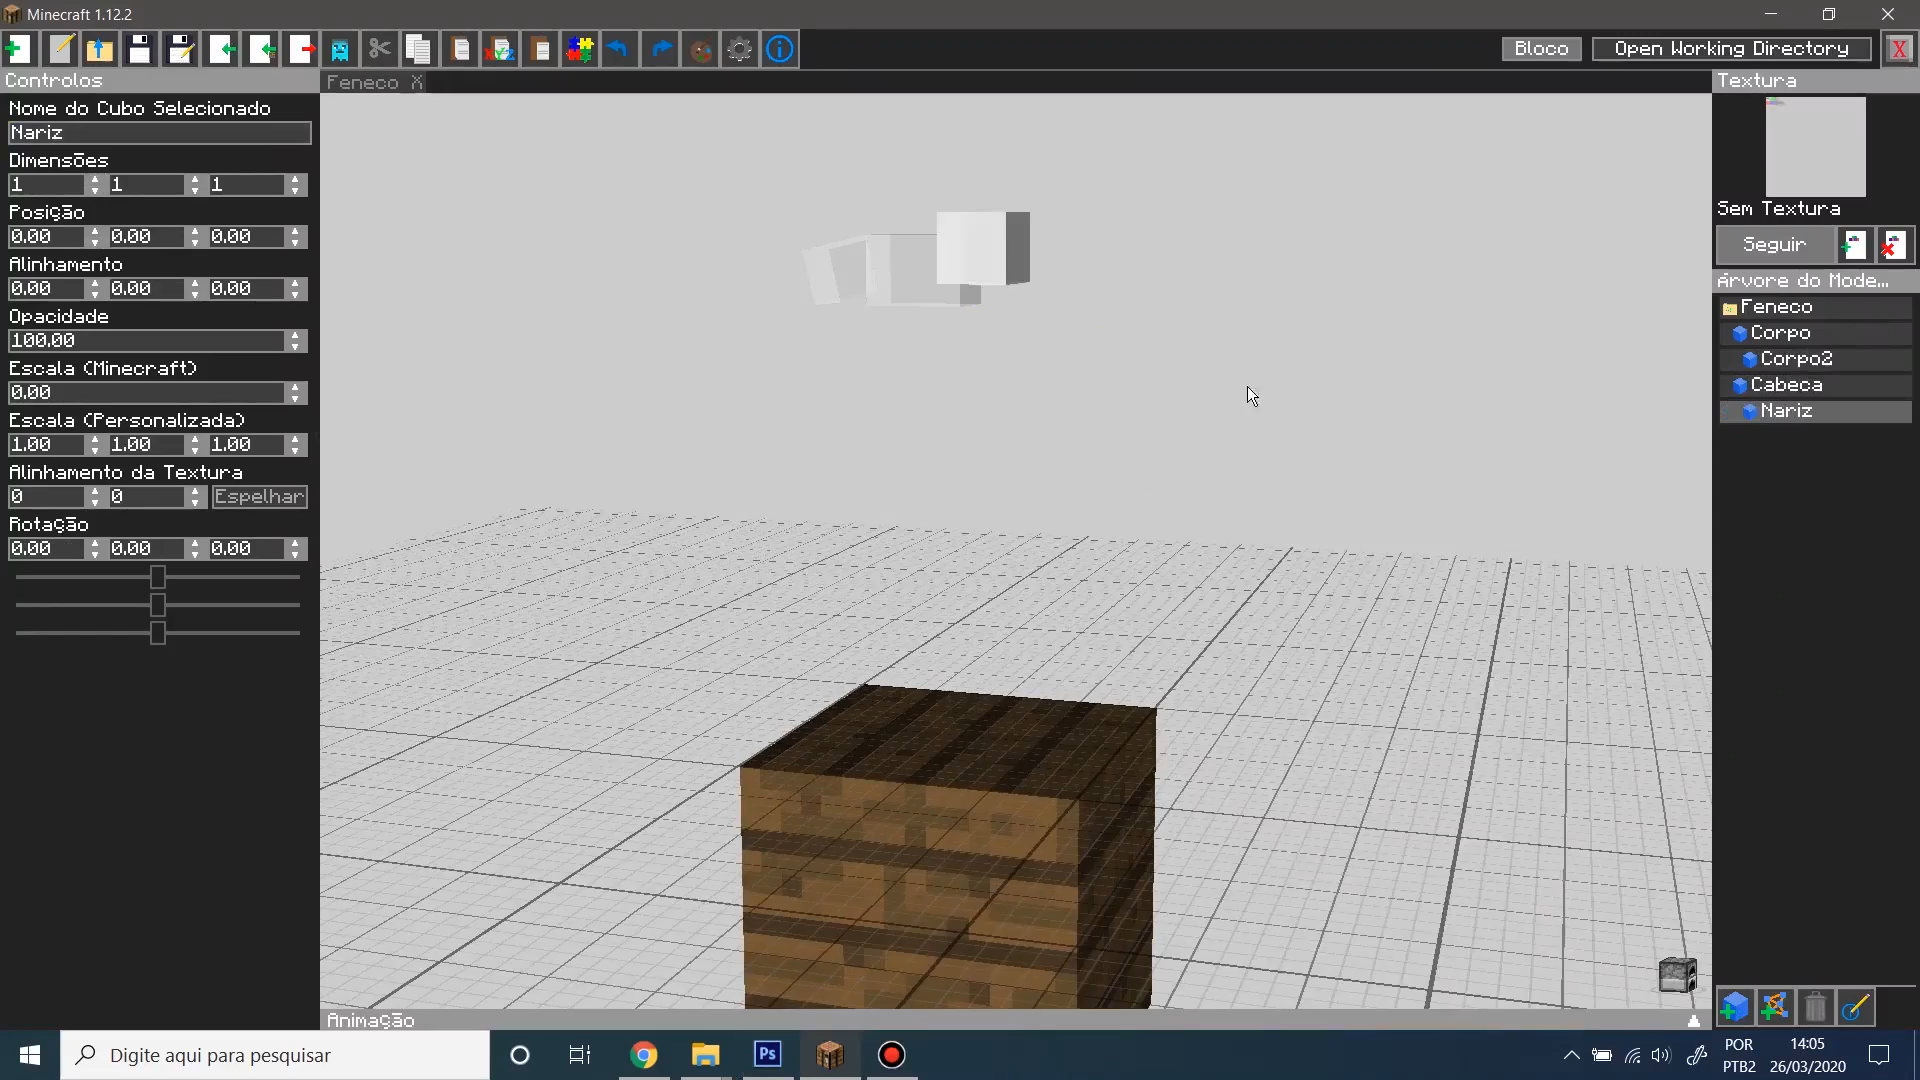 Minecraft 1.12.2
Bloco
Open Working Directory
X
Controlos
Feneco X
Textura
Nome do Cubo Selecionado
Nariz
Dimensões
1 1 1
Posição
0.00 0.00 0.00
Alinhamento
0.00 0.00 0.00
Opacidade
100.00
Escala (Minecraft)
0.00
Escala (Personalizada)
1.00 1.00 1.00
Alinhamento da Textura
0 0 Espelhar
Rotação
0.00 0.00 0.00
Sem Textura
Seguir
Árvore do Mode...
Feneco
Corpo
Corpo2
Cabeca
Nariz
Animação
Digite aqui para pesquisar
Ps
POR
PTB2
14:05
26/03/2020